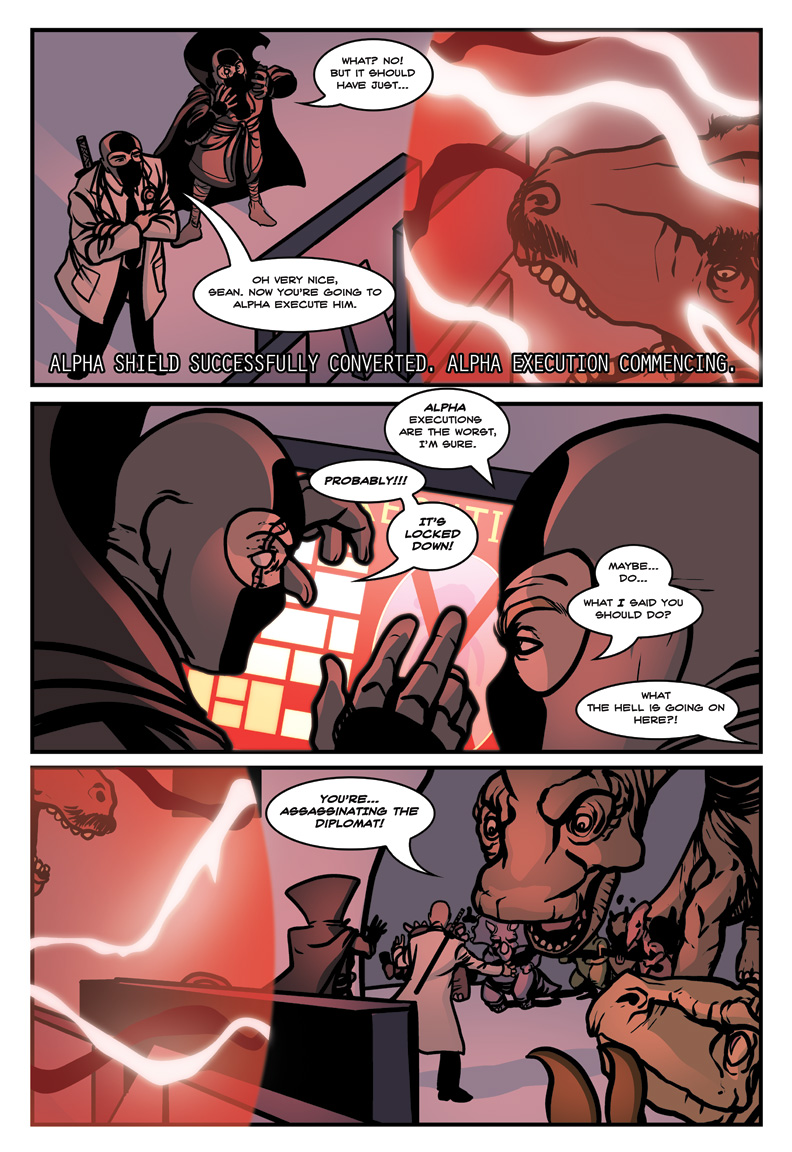 WHAT? NO!
BUT IT SHOULD
HAVE JUST...
OH VERY NICE,
SEAN. NOW YOU'RE GOING TO
ALPHA EXECUTE HIM.
ALPHA SHIELD SUCCESSFULLY CONVERTED. ALPHA EXECUTION COMMENCING.
ALPHA
EXECUTIONS
ARE THE WORST,
I'M SURE.
PROBABLY!!!
IT'S
LOCKED
DOWN!
MAYBE...
DO...
WHAT I SAID YOU
SHOULD DO?
WHAT
THE HELL IS GOING ON
HERE?!
YOU'RE...
ASSASSINATING THE
DIPLOMAT!